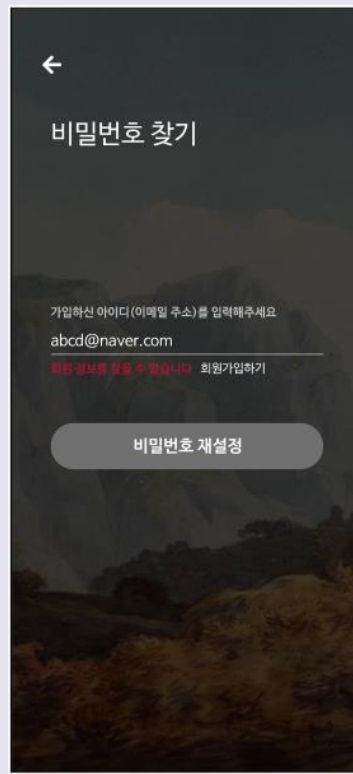 비밀번호 찾기
가입하신 아이디(이메일 주소)를 입력해주세요
abcd@naver.com
회원 정보를 찾을 수 없습니다 회원가입하기
비밀번호 재설정